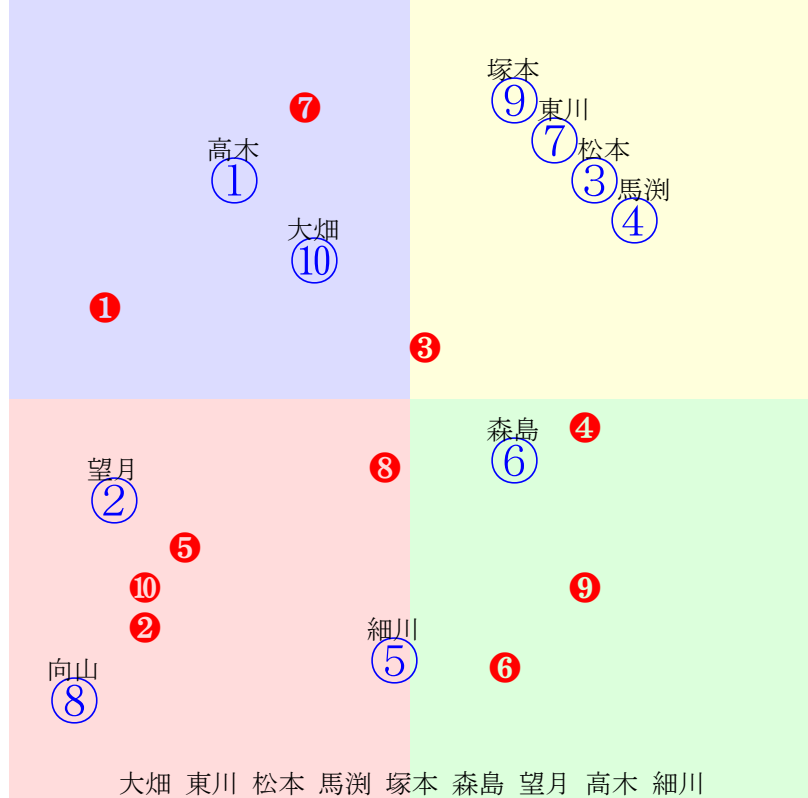 塚本
❼
⑨
東川
高木
⑦
松本
①
③
馬渕
大畑
④
⑩
❶
❸
森島
❹
望月
❽
⑥
②
❺
❿
❾
細川
❷
向山
⑤
❻
⑧
大畑 東川 松本 馬渕 塚本 森島 望月 高木 細川